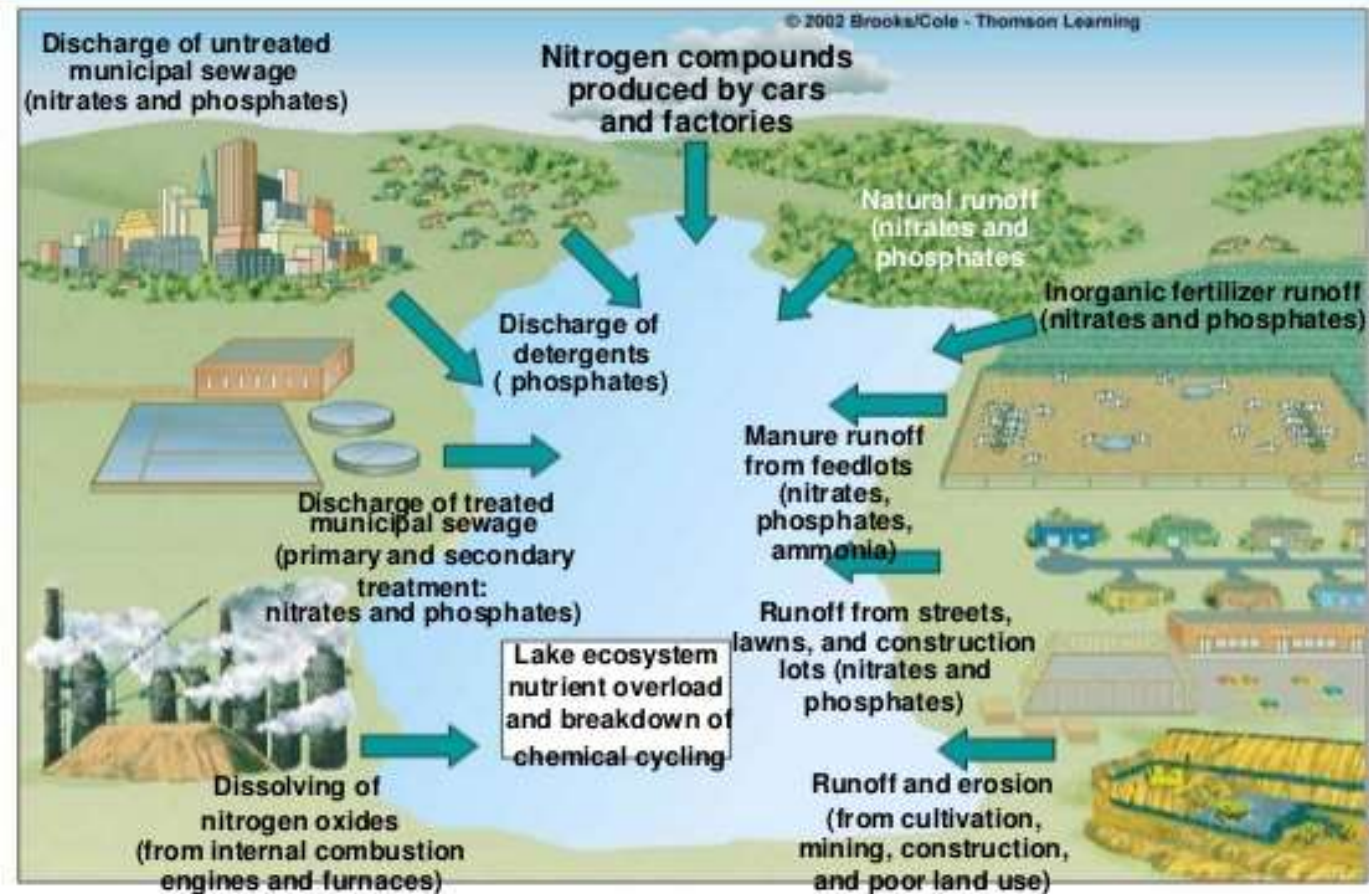 © 2002 Brooks/Cole - Thomson Learning
Discharge of untreated
municipal sewage
(nitrates and phosphates)
Nitrogen compounds
produced by cars
and factories
Natural runoff
(nifrales and
phosphates
Inorganic fertilizer runoff
(nitrates and phosphates)
Discharge of
detergents
( phosphates)
Manure runoff
from feedlots
(nitrates,
phosphates,
ammonia)
Discharge of treated
municipal sewage
(primary and secondary
treatment:
nitrates and phosphates)
Runoff from streets,
lawns, and construction
lots (nitrates and
phosphates)
Lake ecosystem
nutrient overload
and breakdown of
chemical cycling
Dissolving of
nitrogen oxides
(from internal combustion
engines and furnaces)
Runoff and erosion
(from cultivation,
mining, construction,
and poor land use)